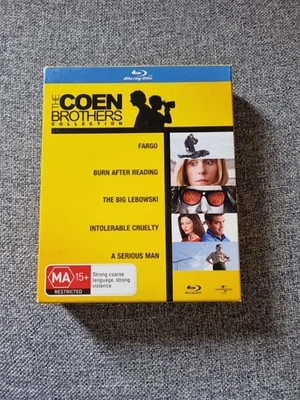 Blu-ray Disc
THE COEN
BROTHERS
COLLECTION
FARGO
BURN AFTER READING
THE BIG LEBOWSKI
INTOLERABLE CRUELTY
A SERIOUS MAN
MA 15+
RESTRICTED
Strong coarse
language, strong
violence